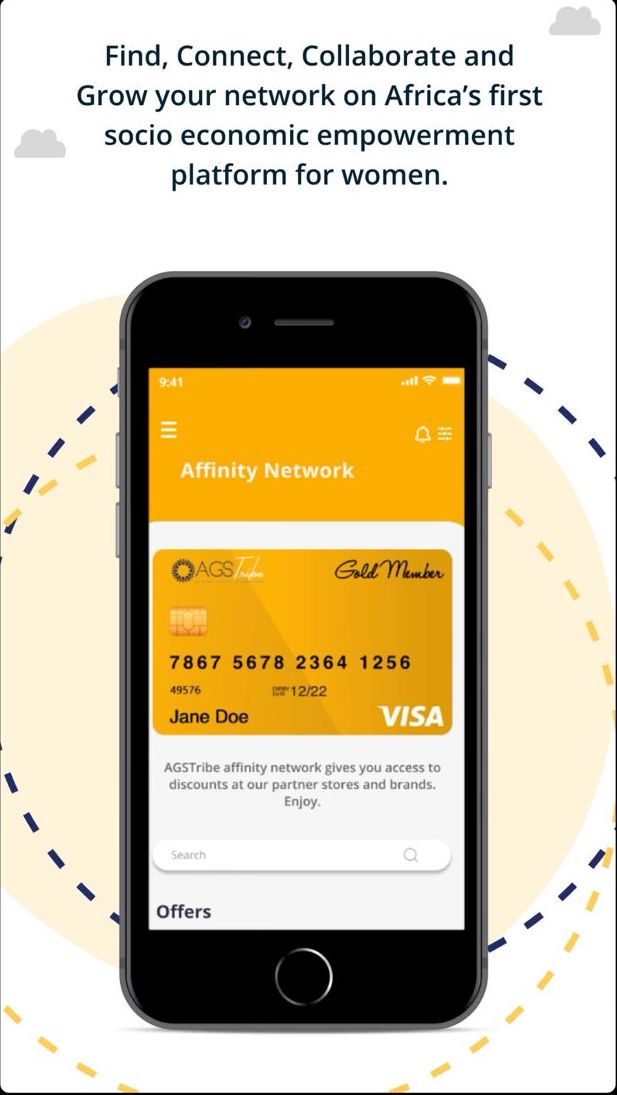 Find, Connect, Collaborate and
Grow your network on Africa’s first
socio economic empowerment
platform for women.
9:41
Affinity Network
AGSTribe Gold Member
7867 5678 2364 1256
49576 EXPIRY DATE 12/22
Jane Doe VISA
AGSTribe affinity network gives you access to
discounts at our partner stores and brands.
Enjoy.
Search
Offers